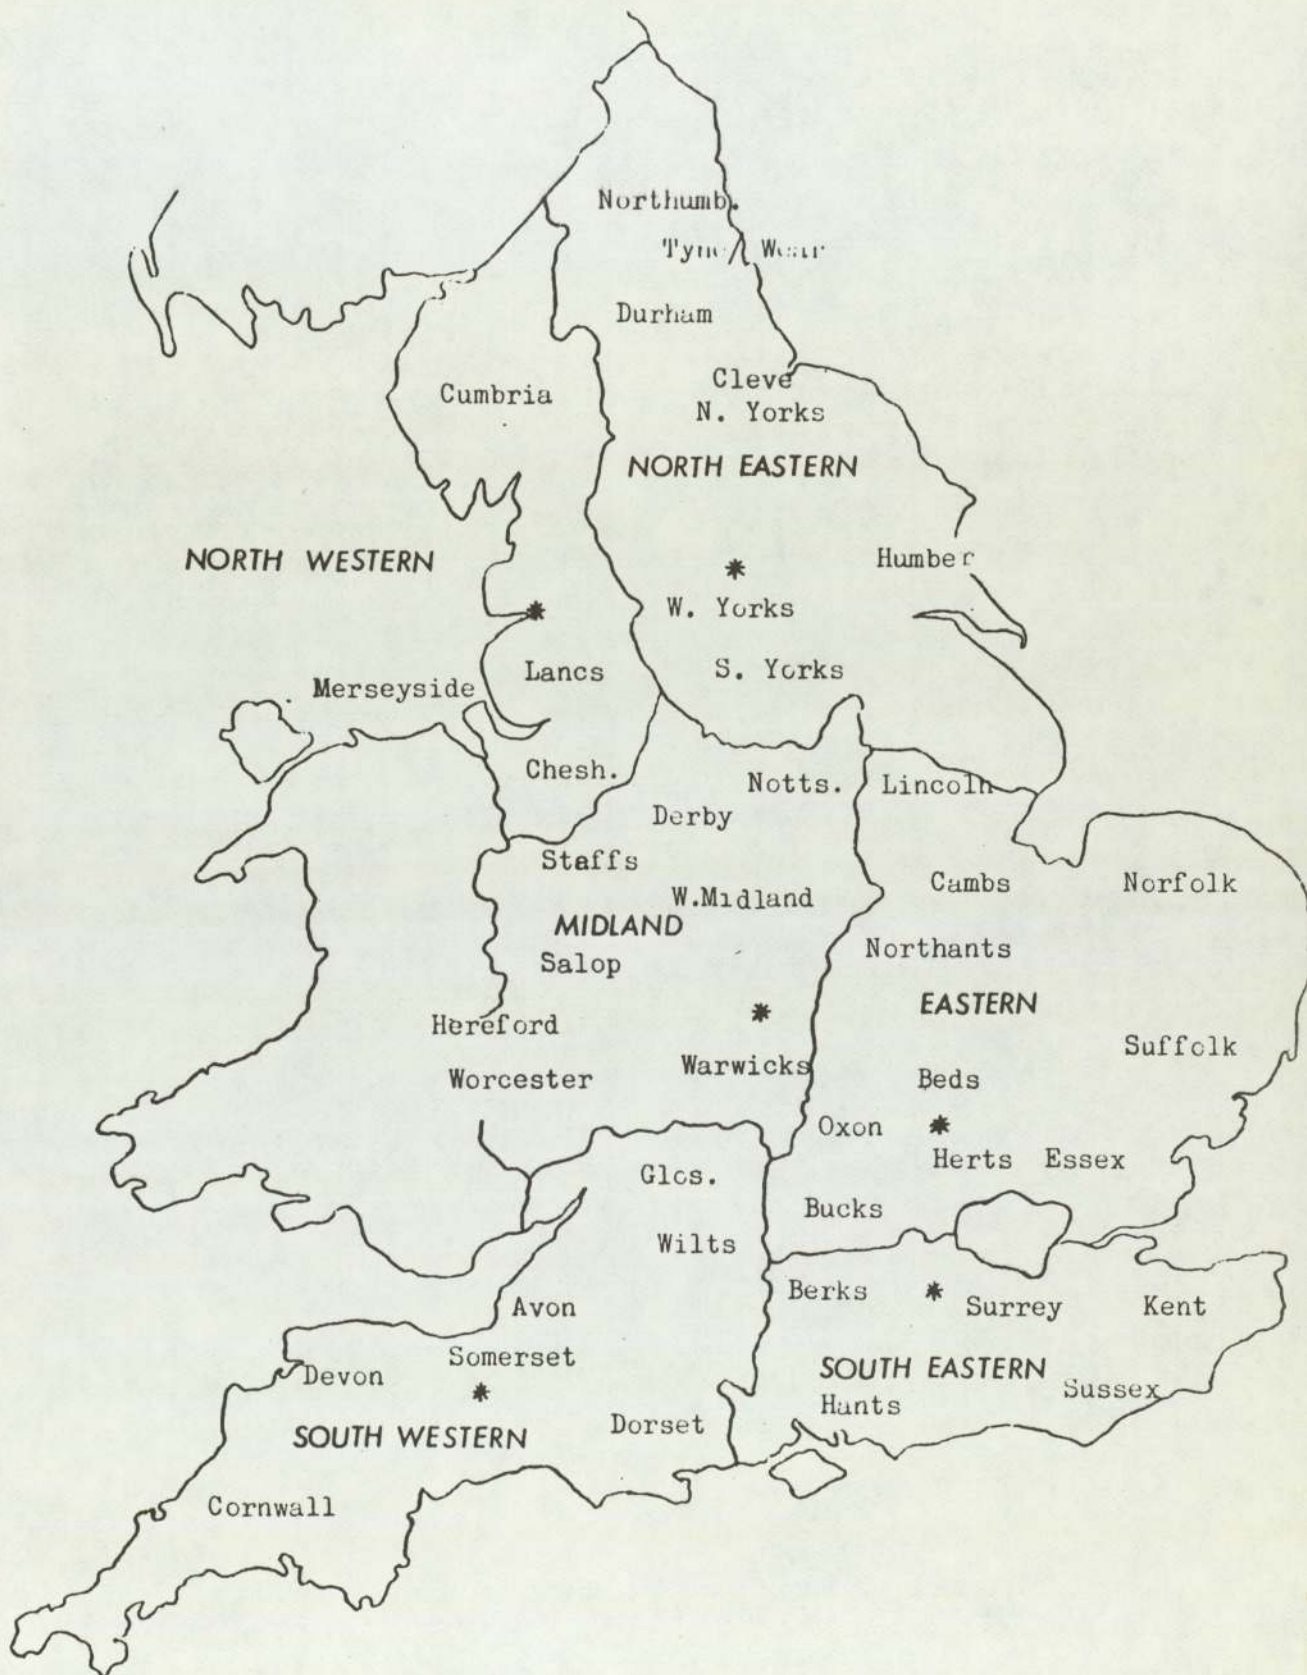 Northumb.
Tyne/ Wear
Durham
Cleve
N. Yorks
Cumbria
NORTH EASTERN
NORTH WESTERN
Humber
W. Yorks
Lancs
S. Yorks
Merseyside
Chesh.
Notts.
Lincoln
Derby
Staffs
W.Midland
Cambs
Norfolk
MIDLAND
Northants
Salop
EASTERN
Hereford
Suffolk
Worcester
Warwicks
Beds
Oxon
Herts
Essex
Glos.
Bucks
Wilts
Berks
Surrey
Kent
Avon
Somerset
Devon
SOUTH EASTERN
Sussex
Hants
Dorset
SOUTH WESTERN
Cornwall